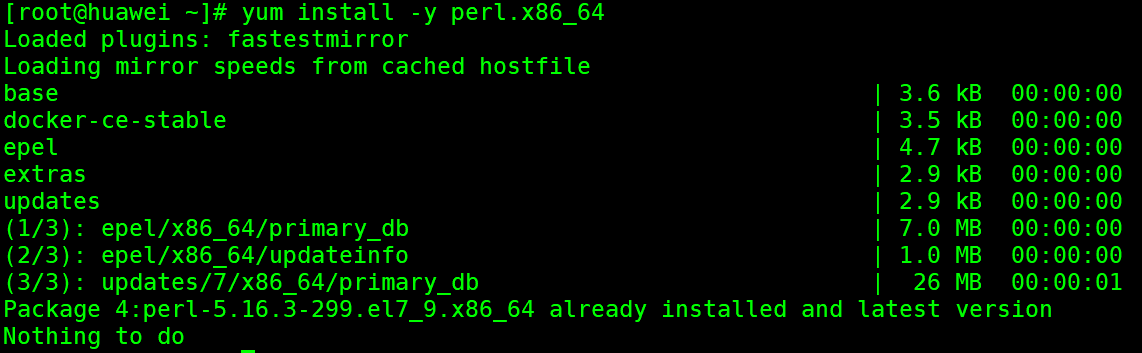 [root@huawei ~]# yum install -y perl.x86_64
Loaded plugins: fastestmirror
Loading mirror speeds from cached hostfile
base | 3.6 kB 00:00:00
docker-ce-stable | 3.5 kB 00:00:00
epel | 4.7 kB 00:00:00
extras | 2.9 kB 00:00:00
updates | 2.9 kB 00:00:00
(1/3): epel/x86_64/primary_db | 7.0 MB 00:00:00
(2/3): epel/x86_64/updateinfo | 1.0 MB 00:00:00
(3/3): updates/7/x86_64/primary_db | 26 MB 00:00:01
Package 4:perl-5.16.3-299.el7_9.x86_64 already installed and latest version
Nothing to do